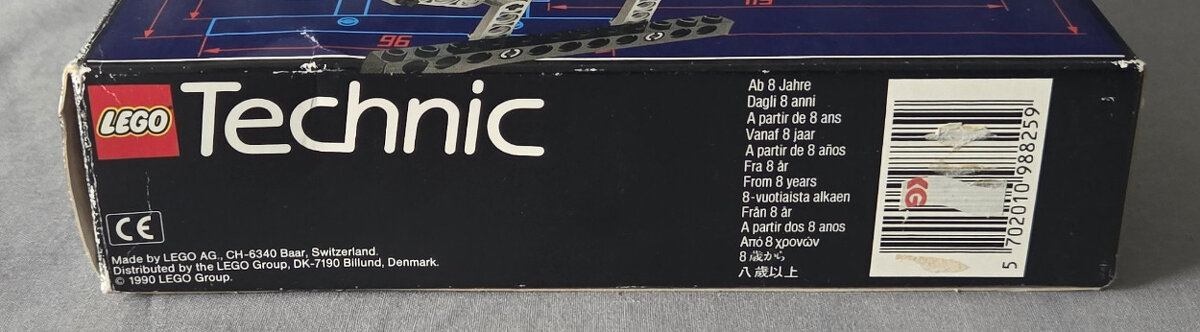 96
119
LEGO Technic
CE
Made by LEGO AG., CH-6340 Baar, Switzerland.
Distributed by the LEGO Group, DK-7190 Billund, Denmark.
© 1990 LEGO Group.
Ab 8 Jahre
Dagli 8 anni
A partir de 8 ans
Vanaf 8 jaar
A partir de 8 años
Fra 8 år
From 8 years
8-vuotiaista alkaen
Från 8 år
A partir dos 8 anos
Από 8 χρονών
8歳から
八歲以上
5 702010 988259